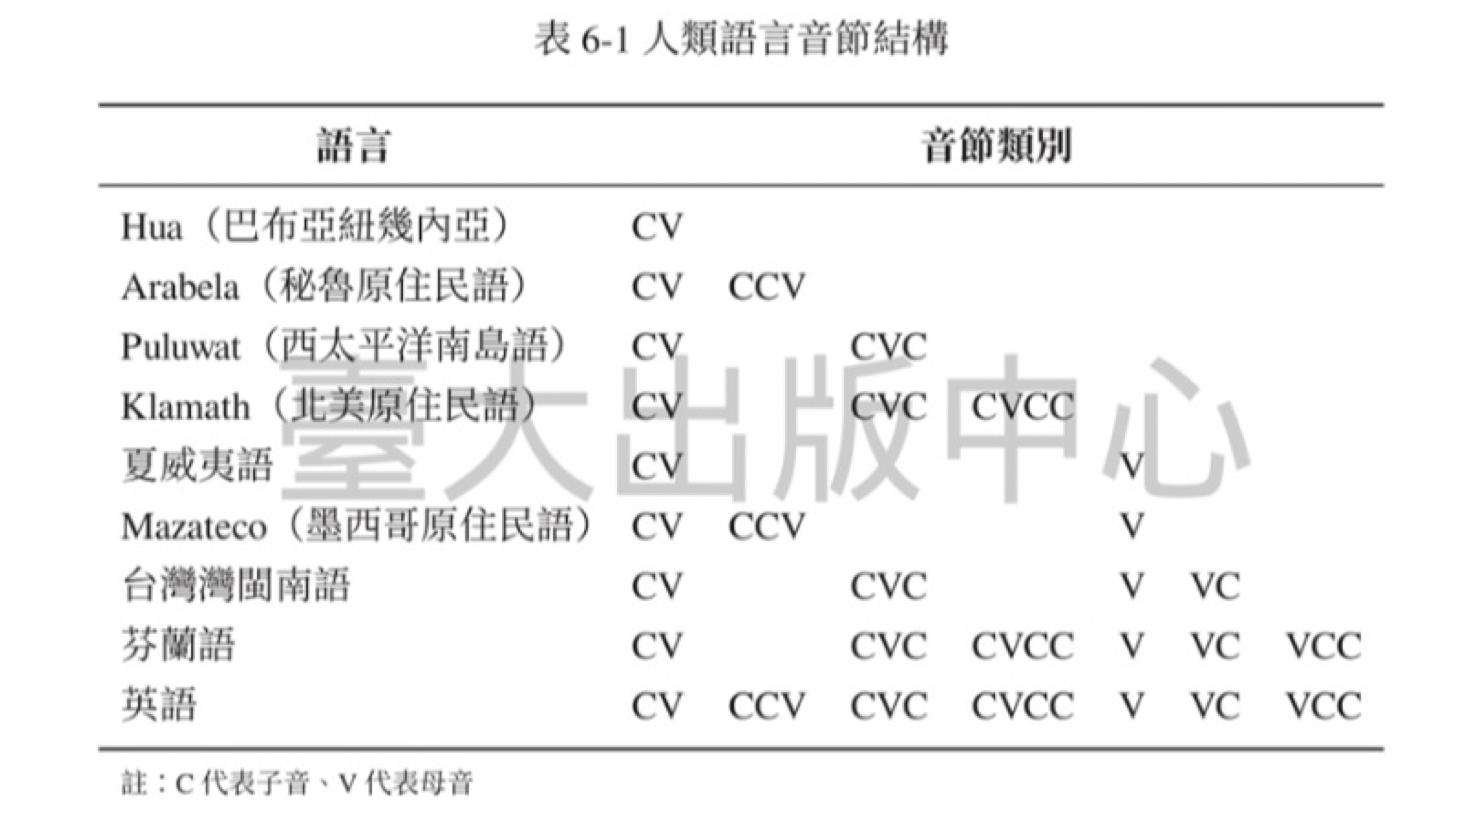 表 6-1 人類語言音節結構
語言 音節類別
Hua（巴布亞紐幾內亞） CV
Arabela（秘魯原住民語） CV CCV
Puluwat（西太平洋南島語） CV CVC
Klamath（北美原住民語） CV CVC CVCC
臺大出版中心
夏威夷語 CV V
Mazateco（墨西哥原住民語） CV CCV V
台灣灣閩南語 CV CVC V VC
芬蘭語 CV CVC CVCC V VC VCC
英語 CV CCV CVC CVCC V VC VCC
註：C 代表子音、V 代表母音